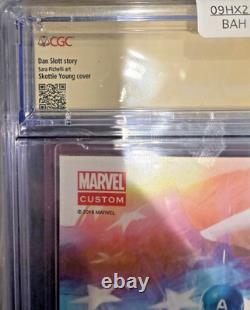 09HX2
BAH
CGC
Dan Slott story
Sara Pichelli art
Skottie Young cover
MARVEL
CUSTOM
© 2018 MARVEL
A